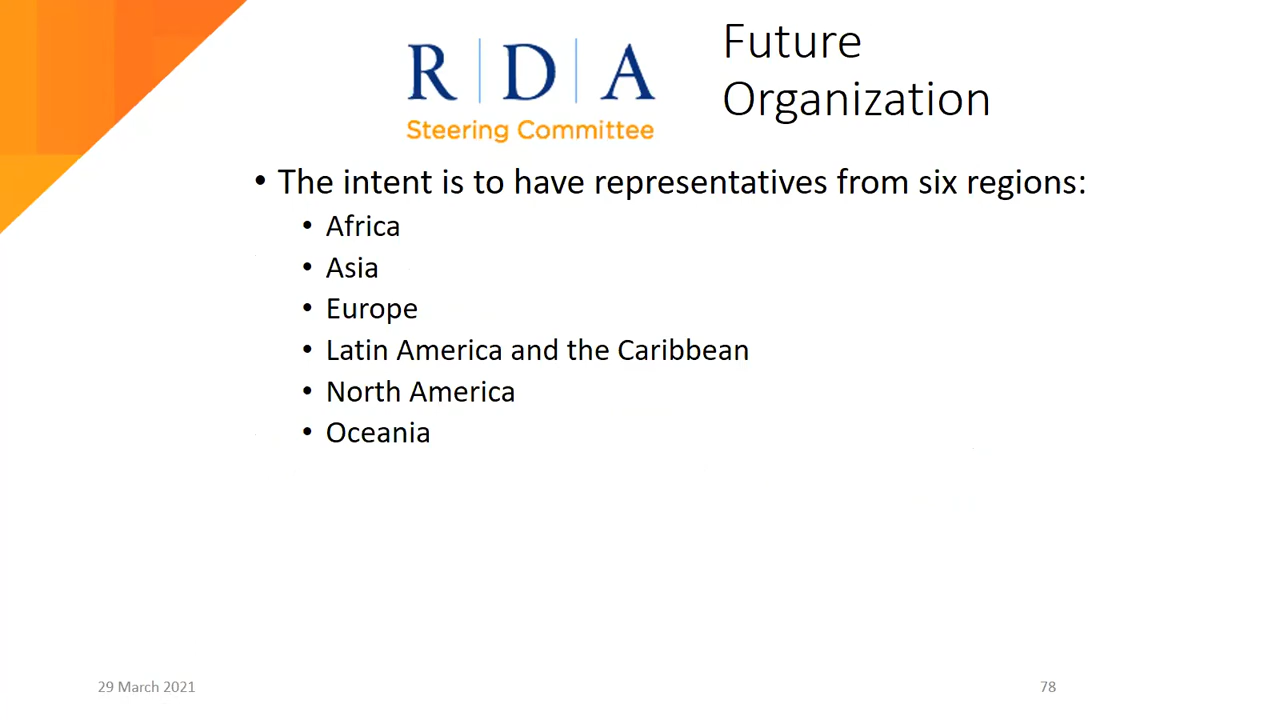 R|D|A
Steering Committee
Future
Organization
• The intent is to have representatives from six regions:
• Africa
• Asia
• Europe
• Latin America and the Caribbean
• North America
• Oceania
29 March 2021
78